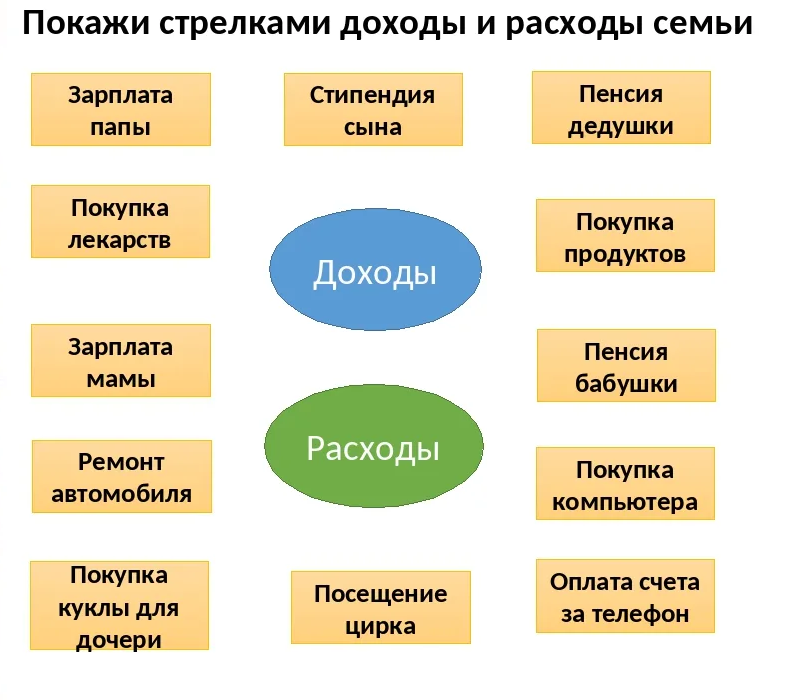 Покажи стрелками доходы и расходы семьи
Зарплата
папы
Стипендия
сына
Пенсия
дедушки
Покупка
лекарств
Доходы
Покупка
продуктов
Зарплата
мамы
Пенсия
бабушки
Расходы
Ремонт
автомобиля
Покупка
компьютера
Покупка
куклы для
дочери
Посещение
цирка
Оплата счета
за телефон